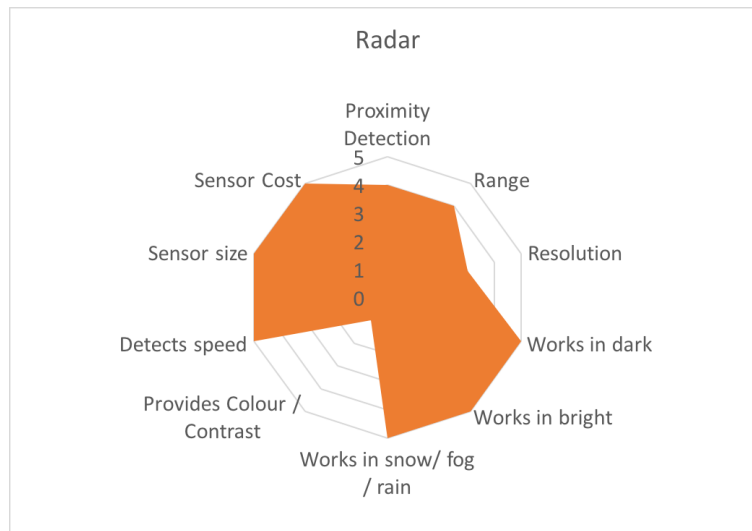 Radar
Proximity
Detection
5
4
3
2
1
0
Range
Resolution
Works in dark
Works in bright
Works in snow/ fog
/ rain
Provides Colour /
Contrast
Detects speed
Sensor size
Sensor Cost